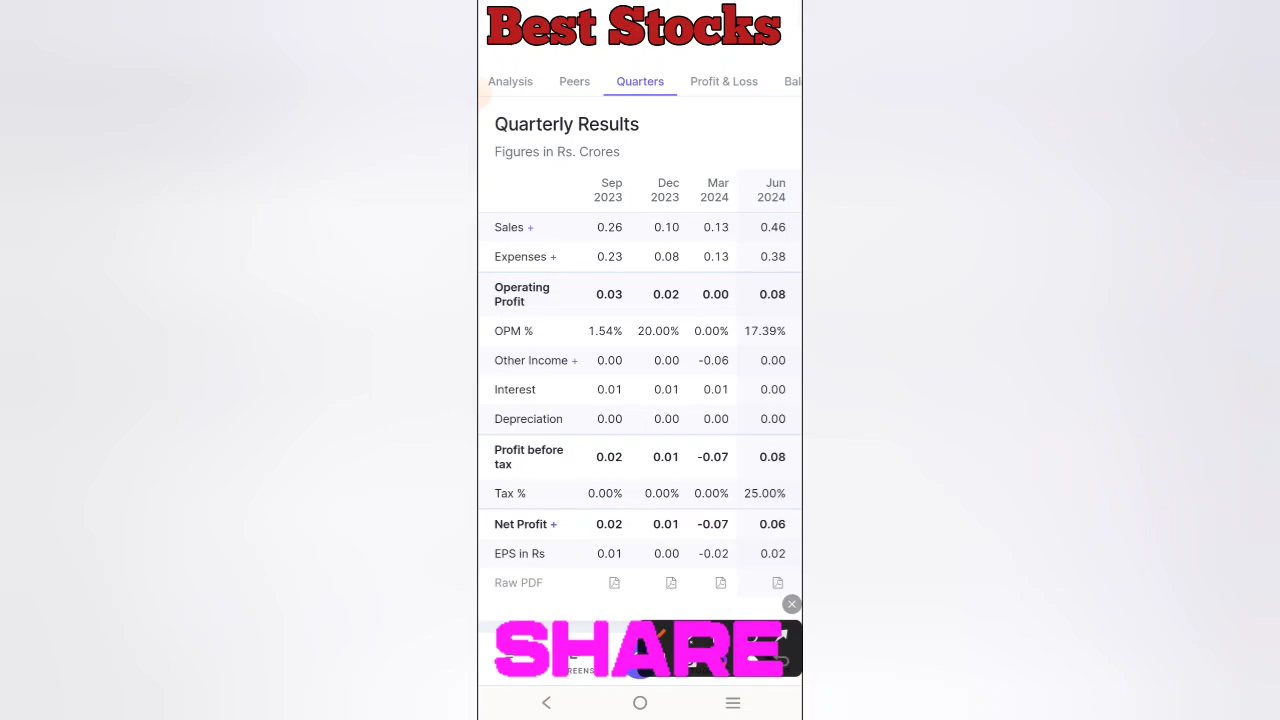 Best Stocks
Analysis Peers Quarters Profit & Loss Bal
Quarterly Results
Figures in Rs. Crores
Sep 2023 Dec 2023 Mar 2024 Jun 2024
Sales + 0.26 0.10 0.13 0.46
Expenses + 0.23 0.08 0.13 0.38
Operating Profit 0.03 0.02 0.00 0.08
OPM % 1.54% 20.00% 0.00% 17.39%
Other Income + 0.00 0.00 -0.06 0.00
Interest 0.01 0.01 0.01 0.00
Depreciation 0.00 0.00 0.00 0.00
Profit before tax 0.02 0.01 -0.07 0.08
Tax % 0.00% 0.00% 0.00% 25.00%
Net Profit + 0.02 0.01 -0.07 0.06
EPS in Rs 0.01 0.00 -0.02 0.02
Raw PDF
SHARE